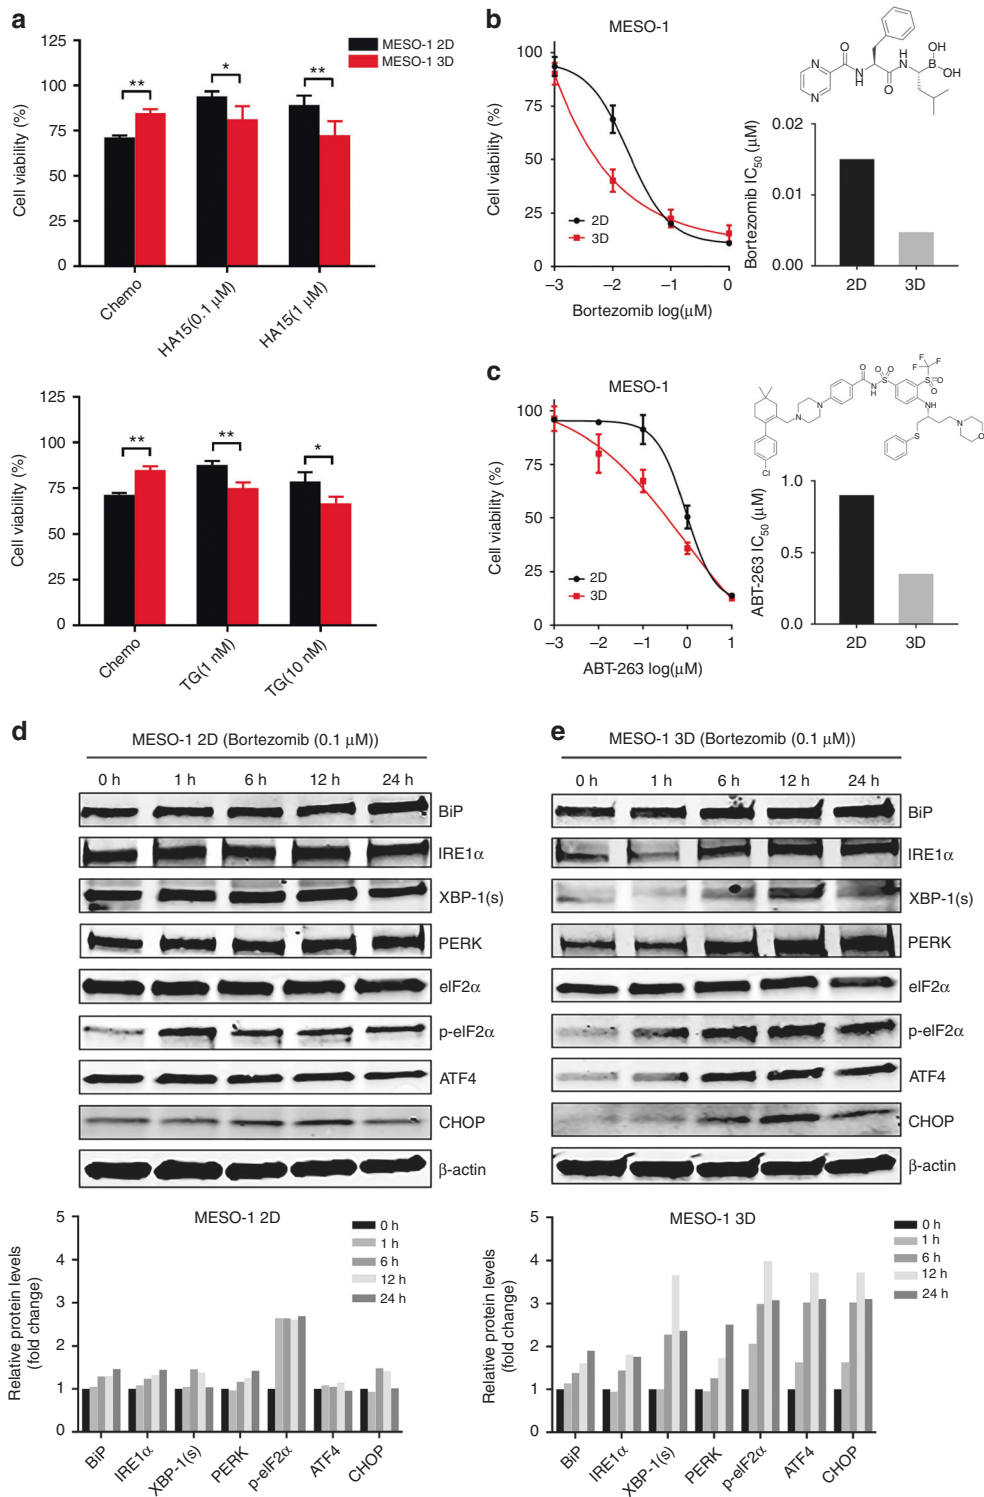 a
Cell viability (%)
100
75
50
25
0
MESO-1 2D
MESO-1 3D
**
*
**
Chemo
HA15(0.1 μM)
HA15(1 μM)
Cell viability (%)
100
75
50
25
0
**
**
*
Chemo
TG(1 nM)
TG(10 nM)
b
MESO-1
Cell viability (%)
100
75
50
25
0
2D
3D
–3
–2
–1
0
Bortezomib log(μM)
N
N
O
N
H
O
HN
B
OH
OH
Bortezomib IC50 (μM)
0.02
0.01
0.00
2D
3D
c
MESO-1
Cell viability (%)
100
75
50
25
0
2D
3D
–3
–2
–1
0
1
ABT-263 log(μM)
F
F
F
O
O
O
S
N
H
S
O
O
NH
N
N
S
N
O
Cl
ABT-263 IC50 (μM)
1.0
0.5
0.0
2D
3D
d
MESO-1 2D (Bortezomib (0.1 μM))
0 h 1 h 6 h 12 h 24 h
BiP
IRE1α
XBP-1(s)
PERK
eIF2α
p-eIF2α
ATF4
CHOP
β-actin
MESO-1 2D
Relative protein levels
(fold change)
5
4
3
2
1
0
0 h
1 h
6 h
12 h
24 h
BiP
IRE1α
XBP-1(s)
PERK
p-eIF2α
ATF4
CHOP
e
MESO-1 3D (Bortezomib (0.1 μM))
0 h 1 h 6 h 12 h 24 h
BiP
IRE1α
XBP-1(s)
PERK
eIF2α
p-eIF2α
ATF4
CHOP
β-actin
MESO-1 3D
Relative protein levels
(fold change)
5
4
3
2
1
0
0 h
1 h
6 h
12 h
24 h
BiP
IRE1α
XBP-1(s)
PERK
p-eIF2α
ATF4
CHOP